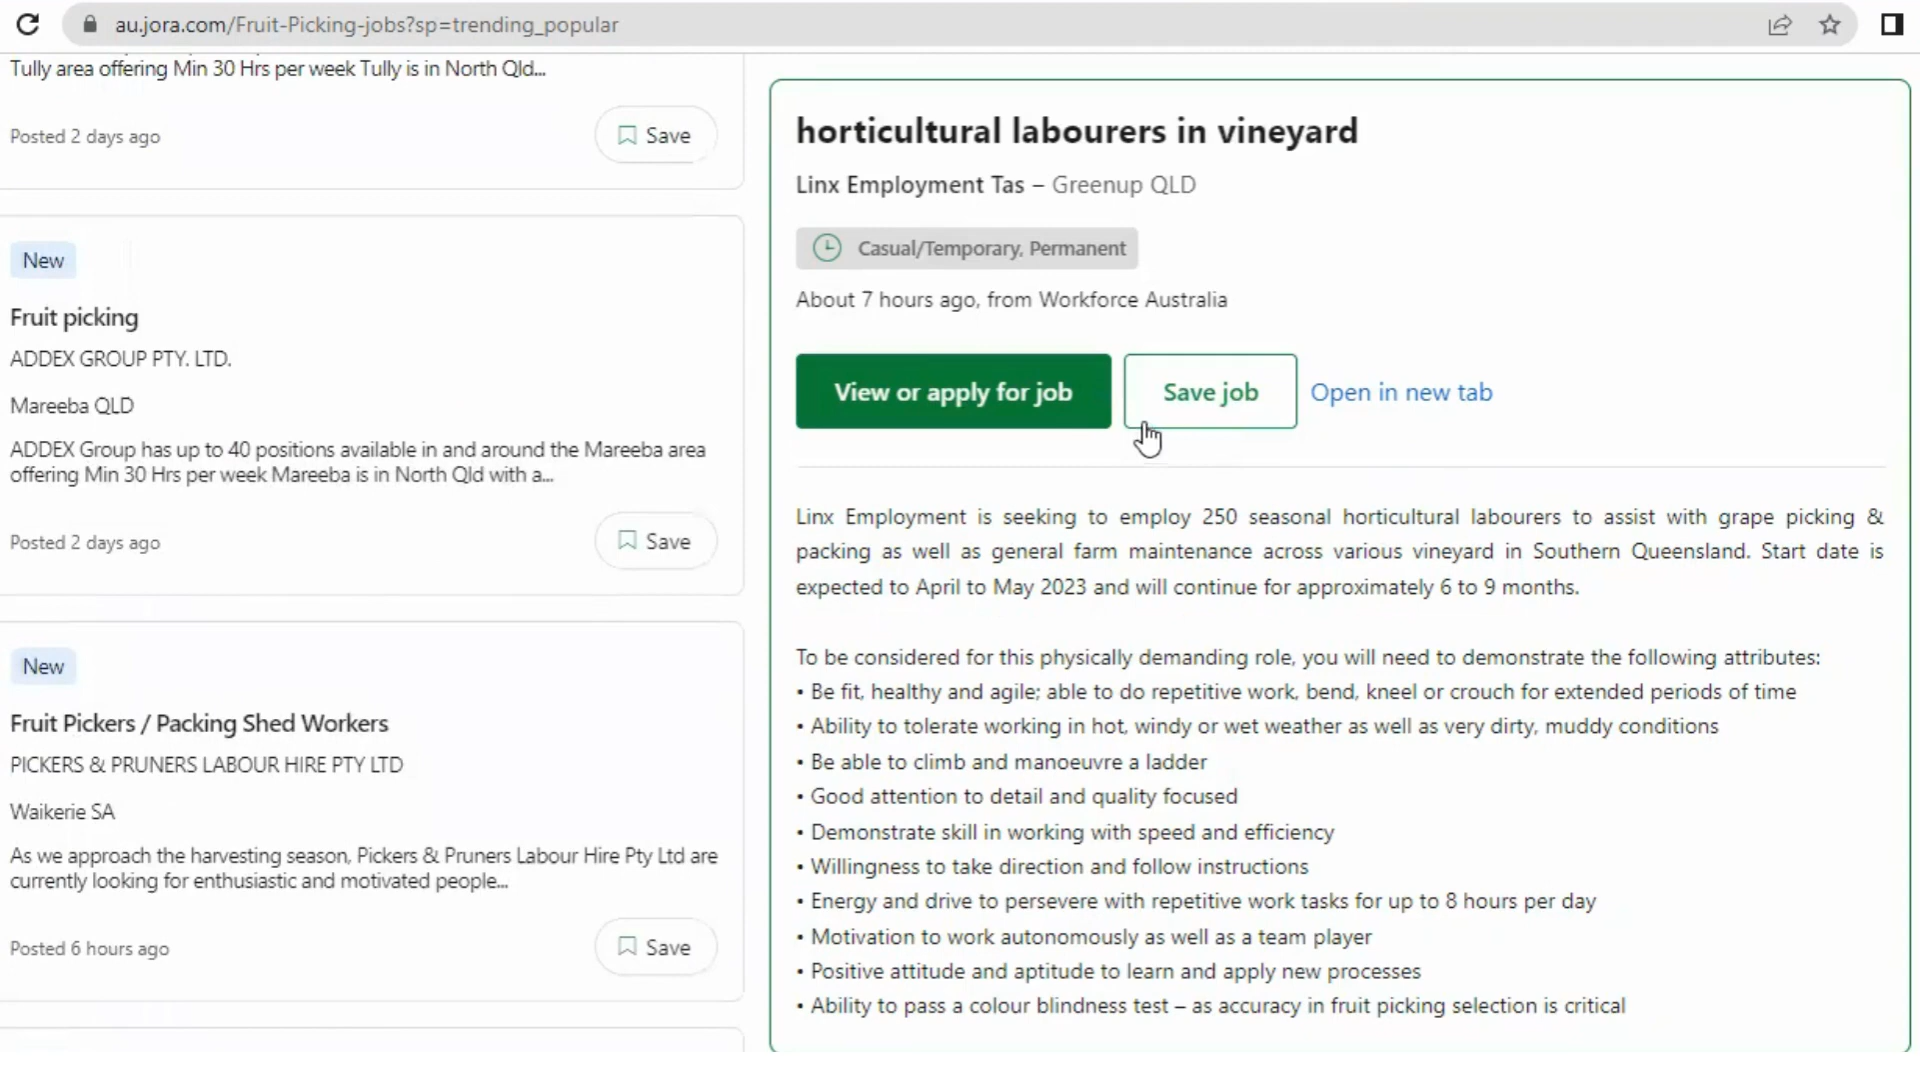 au.jora.com/Fruit-Picking-jobs?sp=trending_popular
Tully area offering Min 30 Hrs per week Tully is in North Qld...
Posted 2 days ago
Save
New
Fruit picking
ADDEX GROUP PTY. LTD.
Mareeba QLD
ADDEX Group has up to 40 positions available in and around the Mareeba area
offering Min 30 Hrs per week Mareeba is in North Qld with a...
Posted 2 days ago
Save
New
Fruit Pickers / Packing Shed Workers
PICKERS & PRUNERS LABOUR HIRE PTY LTD
Waikerie SA
As we approach the harvesting season, Pickers & Pruners Labour Hire Pty Ltd are
currently looking for enthusiastic and motivated people...
Posted 6 hours ago
Save
horticultural labourers in vineyard
Linx Employment Tas – Greenup QLD
Casual/Temporary, Permanent
About 7 hours ago, from Workforce Australia
View or apply for job
Save job
Open in new tab
Linx Employment is seeking to employ 250 seasonal horticultural labourers to assist with grape picking &
packing as well as general farm maintenance across various vineyard in Southern Queensland. Start date is
expected to April to May 2023 and will continue for approximately 6 to 9 months.
To be considered for this physically demanding role, you will need to demonstrate the following attributes:
• Be fit, healthy and agile; able to do repetitive work, bend, kneel or crouch for extended periods of time
• Ability to tolerate working in hot, windy or wet weather as well as very dirty, muddy conditions
• Be able to climb and manoeuvre a ladder
• Good attention to detail and quality focused
• Demonstrate skill in working with speed and efficiency
• Willingness to take direction and follow instructions
• Energy and drive to persevere with repetitive work tasks for up to 8 hours per day
• Motivation to work autonomously as well as a team player
• Positive attitude and aptitude to learn and apply new processes
• Ability to pass a colour blindness test – as accuracy in fruit picking selection is critical